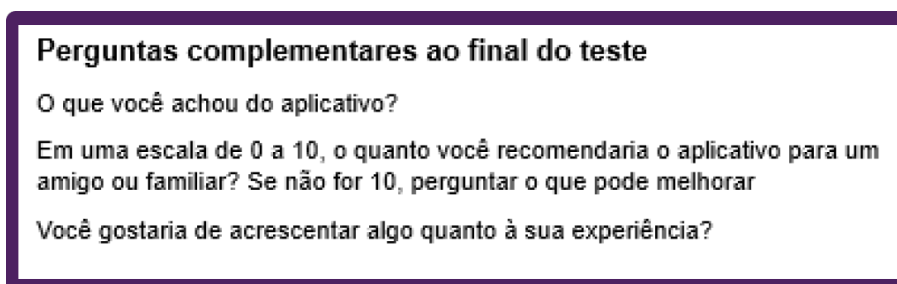 Perguntas complementares ao final do teste
O que você achou do aplicativo?
Em uma escala de 0 a 10, o quanto você recomendaria o aplicativo para um
amigo ou familiar? Se não for 10, perguntar o que pode melhorar
Você gostaria de acrescentar algo quanto à sua experiência?